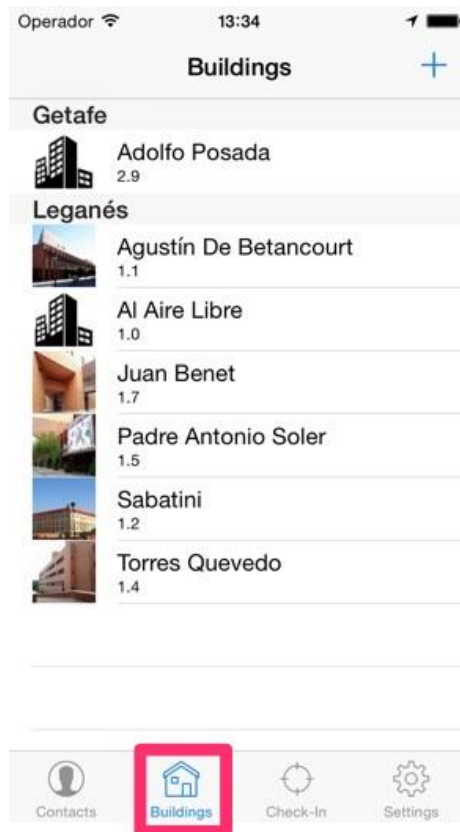 Operador 13:34
Buildings
+
Getafe
Adolfo Posada
2.9
Leganés
Agustín De Betancourt
1.1
Al Aire Libre
1.0
Juan Benet
1.7
Padre Antonio Soler
1.5
Sabatini
1.2
Torres Quevedo
1.4
Contacts Buildings Check-In Settings